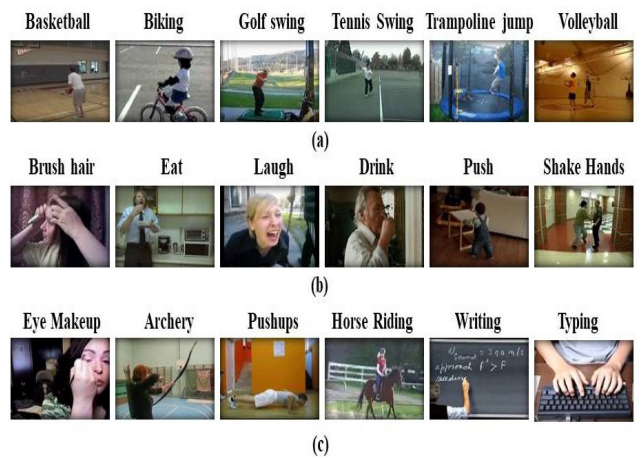 Basketball Biking Golf swing Tennis Swing Trampoline jump Volleyball
(a)
Brush hair Eat Laugh Drink Push Shake Hands
(b)
Eye Makeup Archery Pushups Horse Riding Writing Typing
approach f' > f
(c)